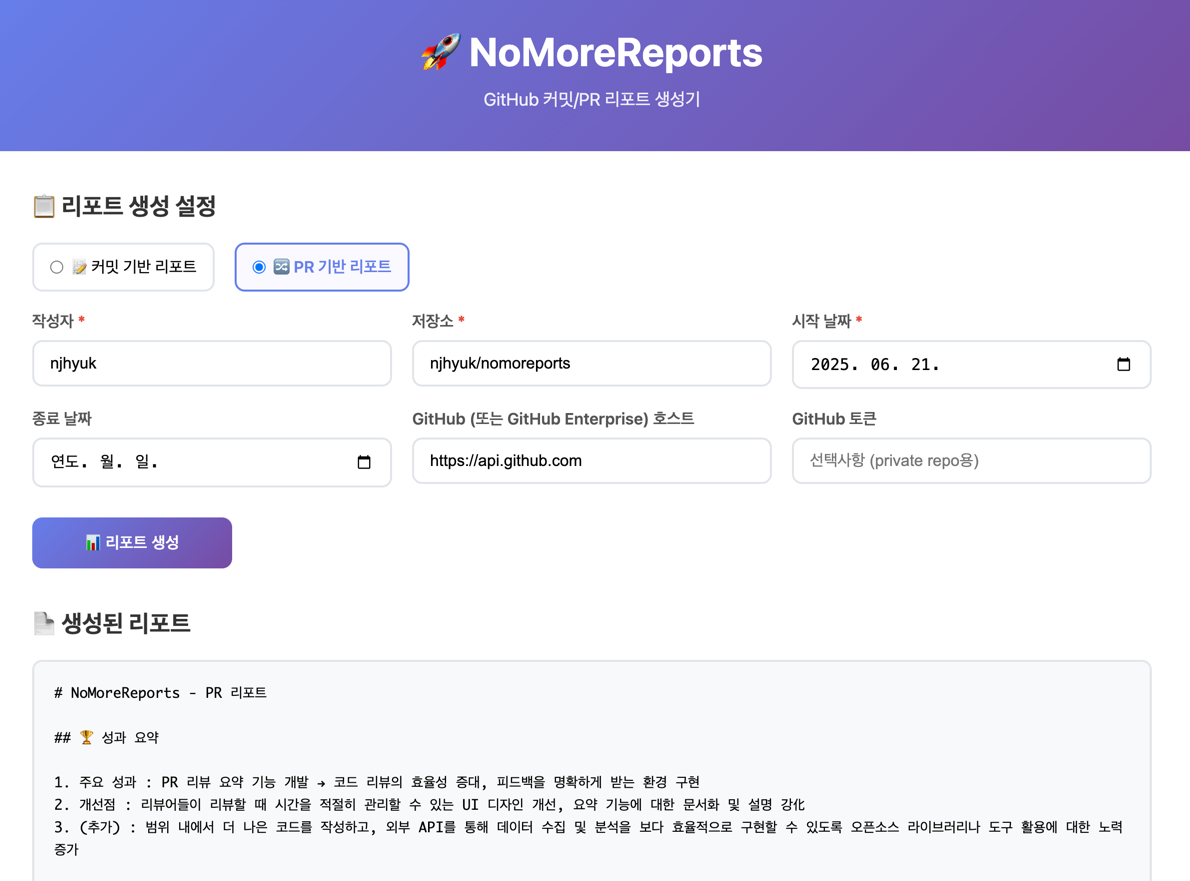 🚀 NoMoreReports
GitHub 커밋/PR 리포트 생성기
📋 리포트 생성 설정
📝 커밋 기반 리포트
🔀 PR 기반 리포트
작성자 *
저장소 *
시작 날짜 *
njhyuk
njhyuk/nomoreports
2025. 06. 21.
종료 날짜
GitHub (또는 GitHub Enterprise) 호스트
GitHub 토큰
연도. 월. 일.
https://api.github.com
선택사항 (private repo용)
📊 리포트 생성
📄 생성된 리포트
# NoMoreReports - PR 리포트
## 🏆 성과 요약
1. 주요 성과 : PR 리뷰 요약 기능 개발 → 코드 리뷰의 효율성 증대, 피드백을 명확하게 받는 환경 구현
2. 개선점 : 리뷰어들이 리뷰할 때 시간을 적절히 관리할 수 있는 UI 디자인 개선, 요약 기능에 대한 문서화 및 설명 강화
3. (추가) : 범위 내에서 더 나은 코드를 작성하고, 외부 API를 통해 데이터 수집 및 분석을 보다 효율적으로 구현할 수 있도록 오픈소스 라이브러리나 도구 활용에 대한 노력
증가